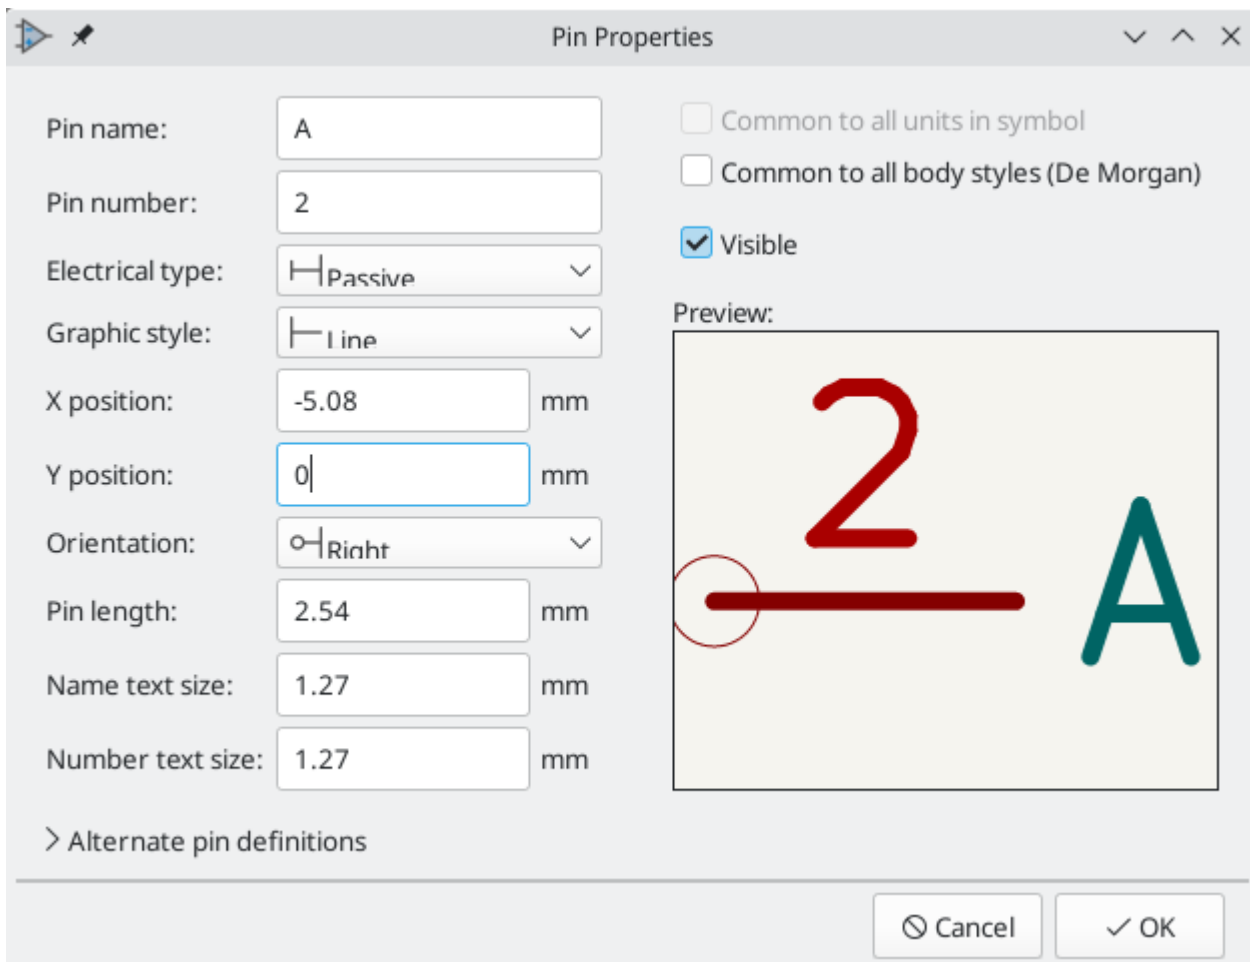 Pin Properties
Pin name:
A
Pin number:
2
Electrical type:
Passive
Graphic style:
Line
X position:
-5.08
mm
Y position:
0
mm
Orientation:
Right
Pin length:
2.54
mm
Name text size:
1.27
mm
Number text size:
1.27
mm
Alternate pin definitions
Common to all units in symbol
Common to all body styles (De Morgan)
Visible
Preview:
2
A
Cancel
OK